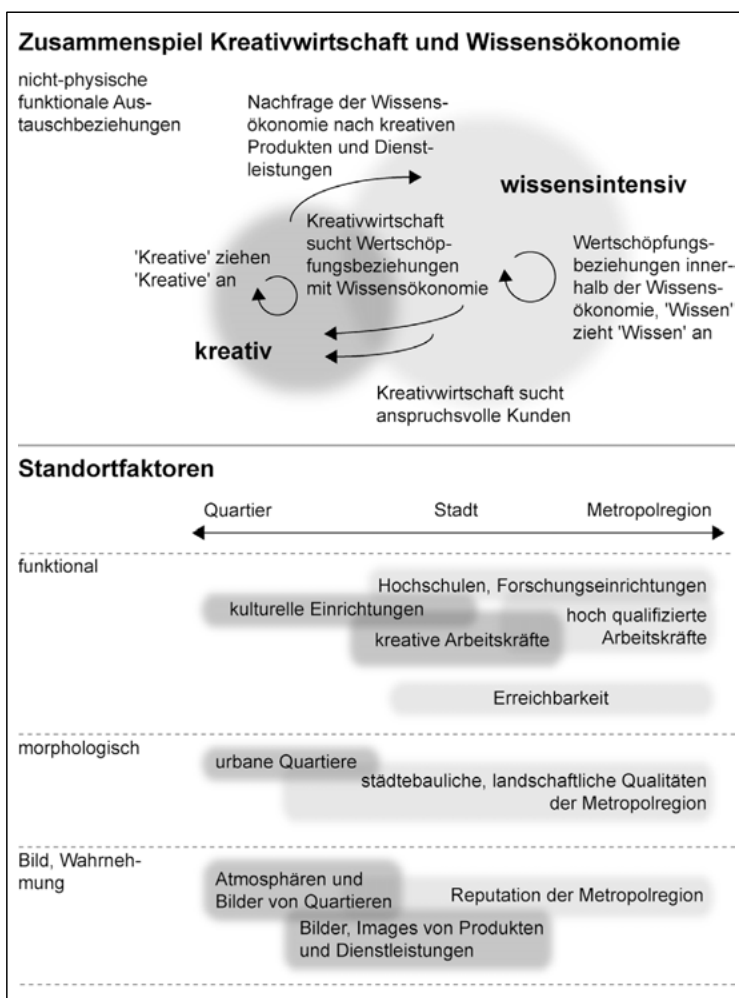 Zusammenspiel Kreativwirtschaft und Wissensökonomie
nicht-physische
funktionale Aus-
tauschbeziehungen
Nachfrage der Wissens-
ökonomie nach kreativen
Produkten und Dienst-
leistungen
wissensintensiv
Kreativwirtschaft
sucht Wertschöp-
fungsbeziehungen
mit Wissensökonomie
'Kreative' ziehen
'Kreative' an
Wertschöpfungs-
beziehungen inner-
halb der Wissens-
ökonomie, 'Wissen'
zieht 'Wissen' an
kreativ
Kreativwirtschaft sucht
anspruchsvolle Kunden
Standortfaktoren
Quartier Stadt Metropolregion
funktional
Hochschulen, Forschungseinrichtungen
kulturelle Einrichtungen
hoch qualifizierte
Arbeitskräfte
kreative Arbeitskräfte
Erreichbarkeit
morphologisch
urbane Quartiere
städtebauliche, landschaftliche Qualitäten
der Metropolregion
Bild, Wahrneh-
mung
Atmosphären und
Bilder von Quartieren
Reputation der Metropolregion
Bilder, Images von Produkten
und Dienstleistungen